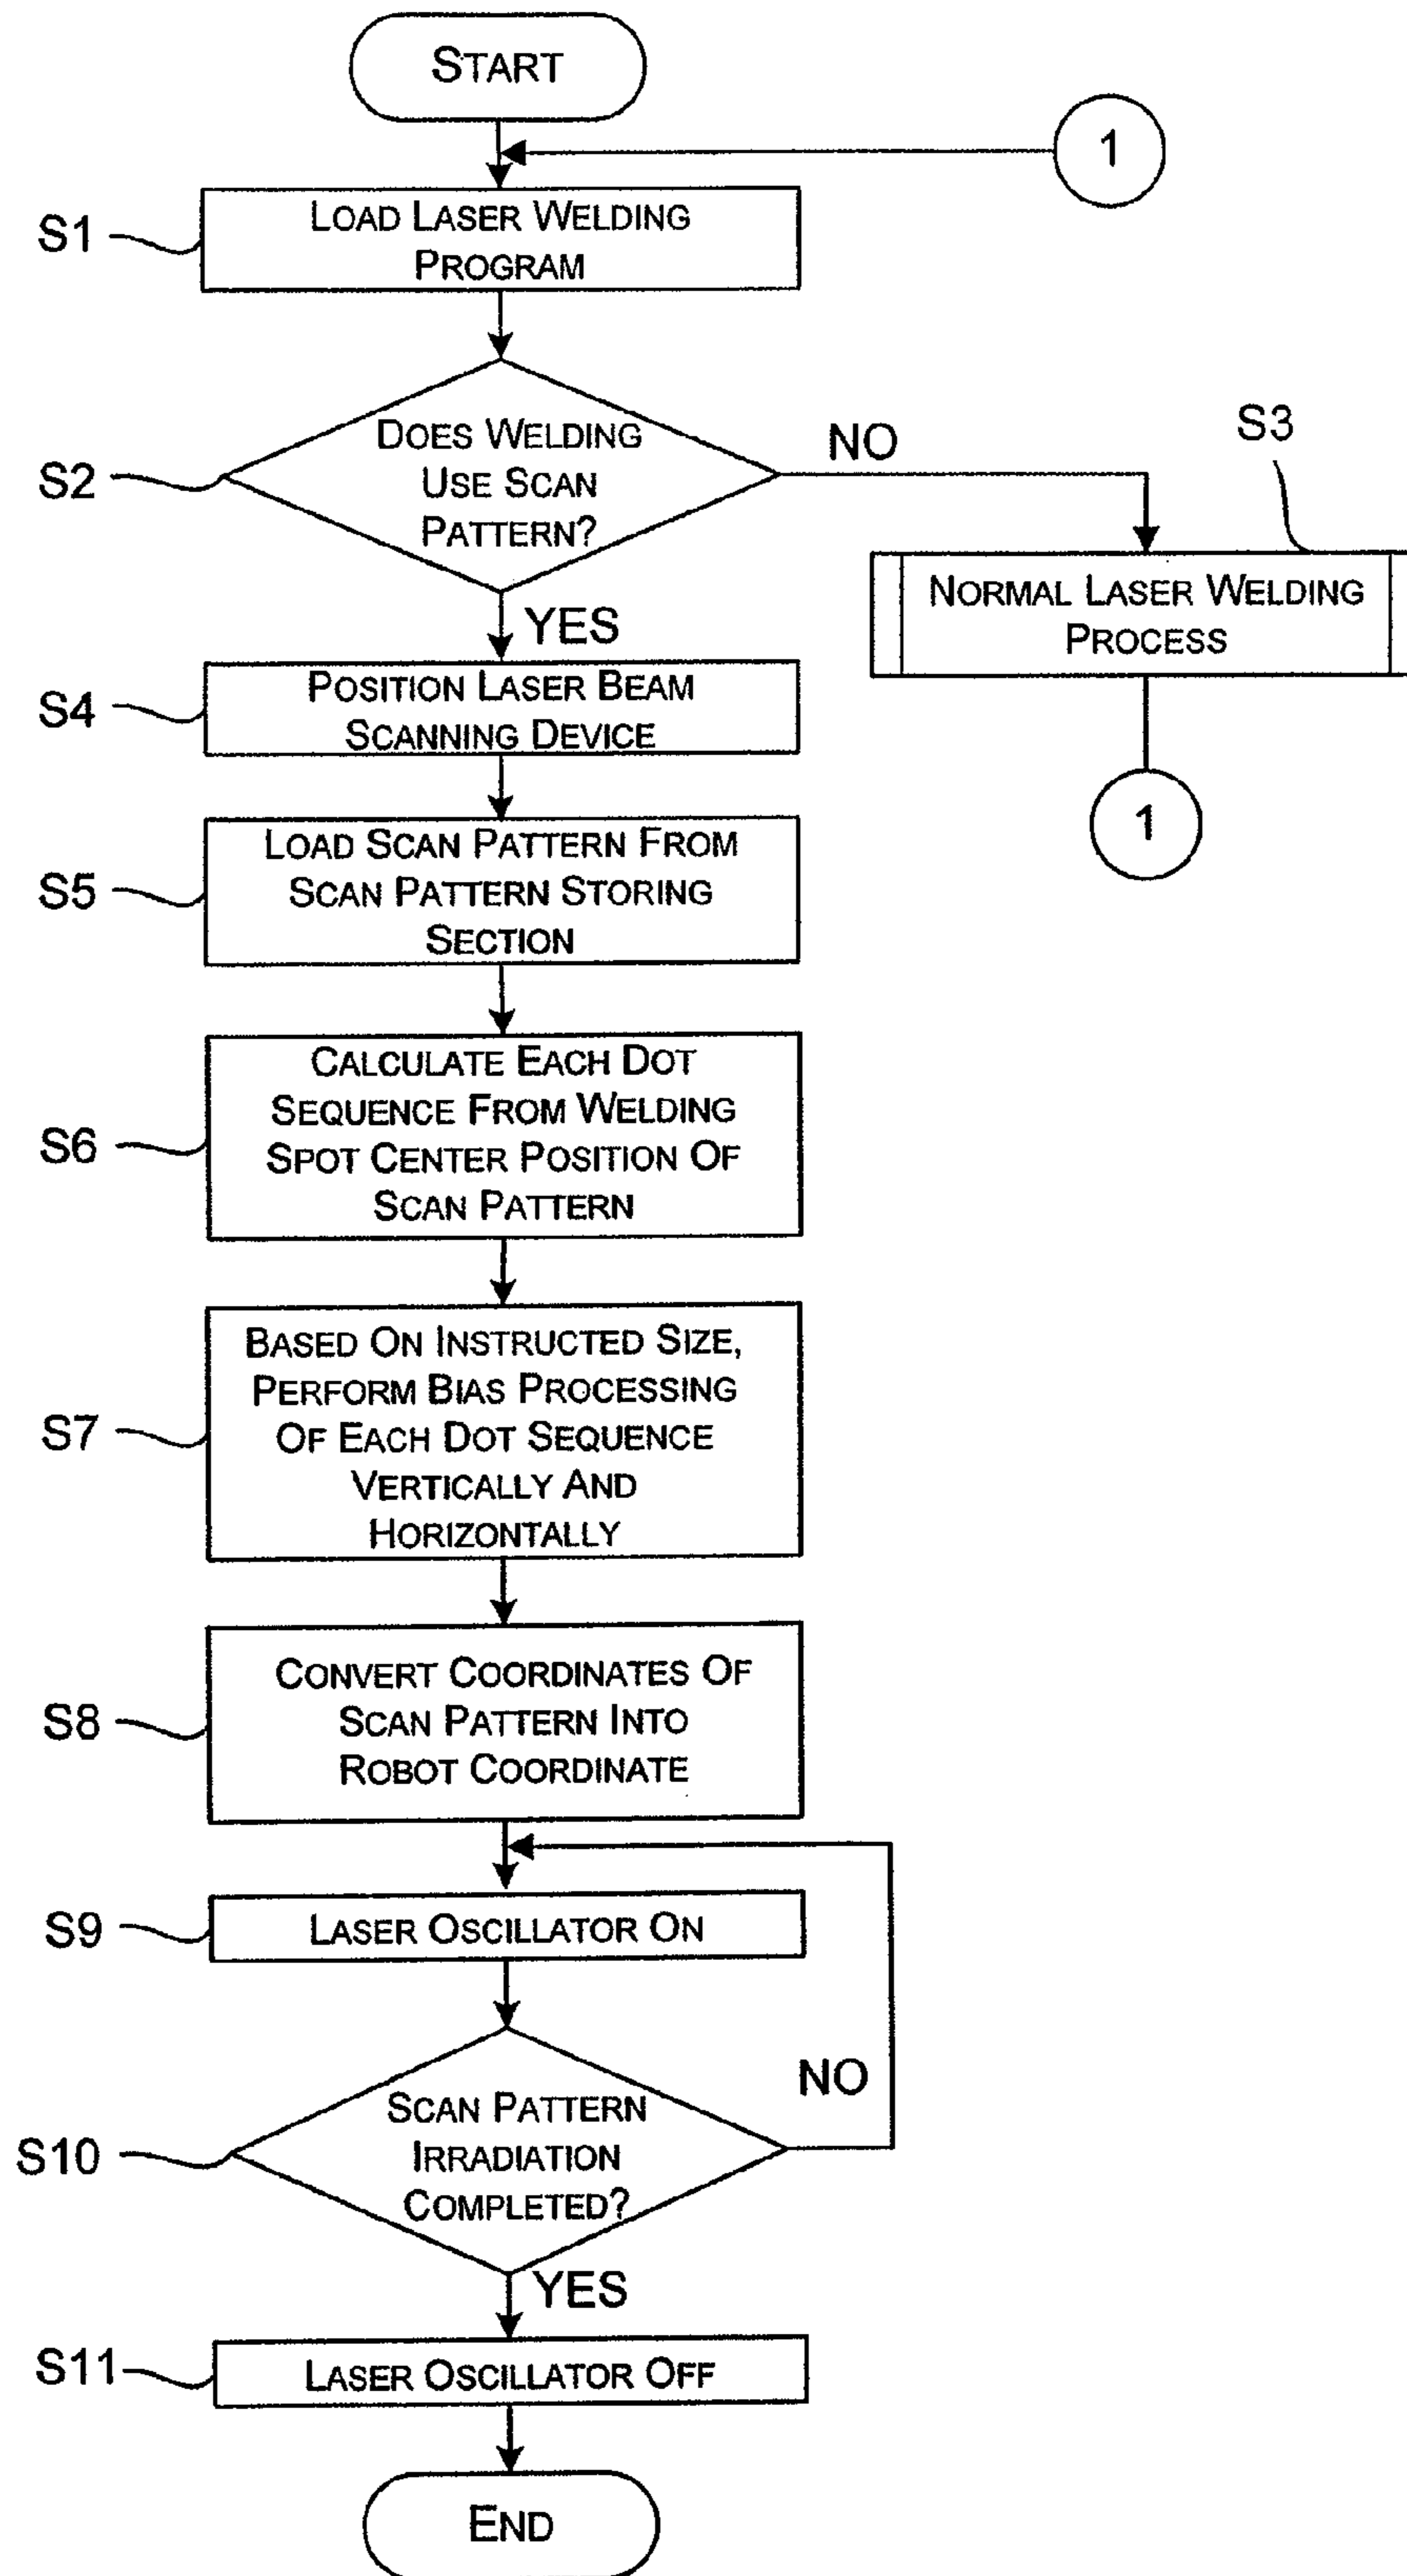 START
1
S1
LOAD LASER WELDING
PROGRAM
S2
DOES WELDING
USE SCAN
PATTERN?
NO
S3
NORMAL LASER WELDING
PROCESS
1
YES
S4
POSITION LASER BEAM
SCANNING DEVICE
S5
LOAD SCAN PATTERN FROM
SCAN PATTERN STORING
SECTION
S6
CALCULATE EACH DOT
SEQUENCE FROM WELDING
SPOT CENTER POSITION OF
SCAN PATTERN
S7
BASED ON INSTRUCTED SIZE,
PERFORM BIAS PROCESSING
OF EACH DOT SEQUENCE
VERTICALLY AND
HORIZONTALLY
S8
CONVERT COORDINATES OF
SCAN PATTERN INTO
ROBOT COORDINATE
S9
LASER OSCILLATOR ON
S10
SCAN PATTERN
IRRADIATION
COMPLETED?
NO
YES
S11
LASER OSCILLATOR OFF
END